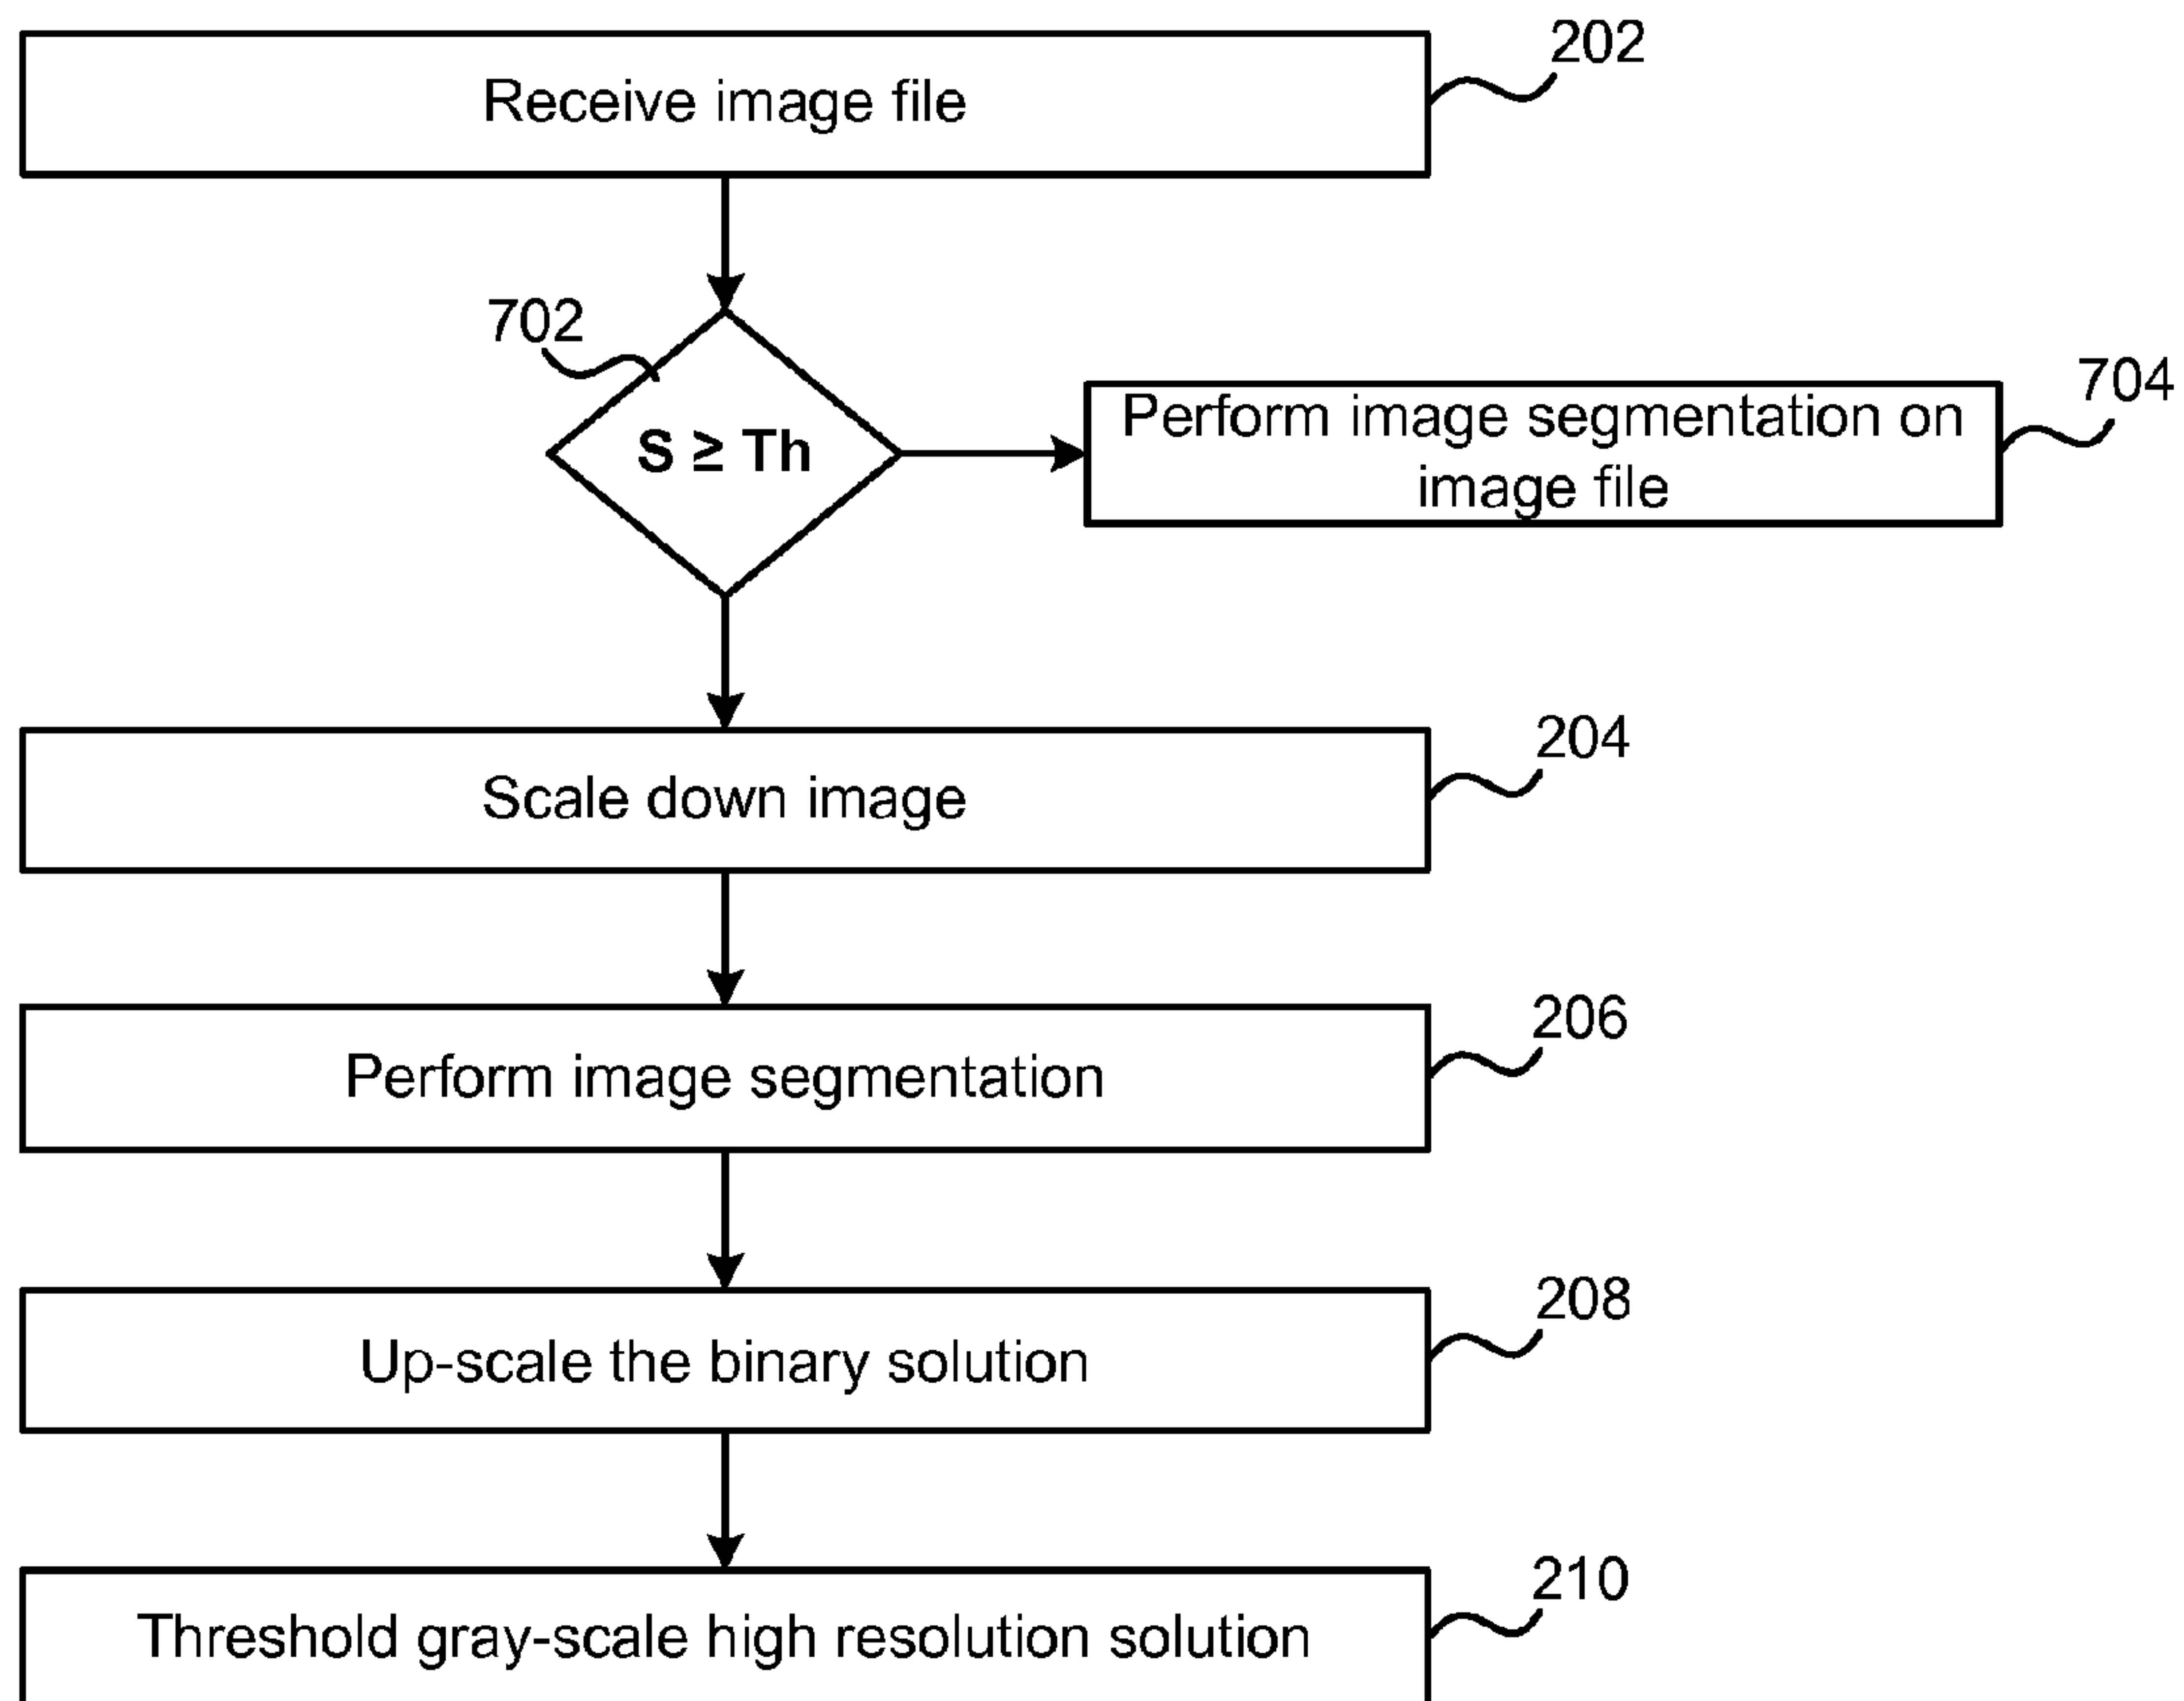 Receive image file
202
702
S ≥ Th
704
Perform image segmentation on
image file
Scale down image
204
Perform image segmentation
206
Up-scale the binary solution
208
Threshold gray-scale high resolution solution
210